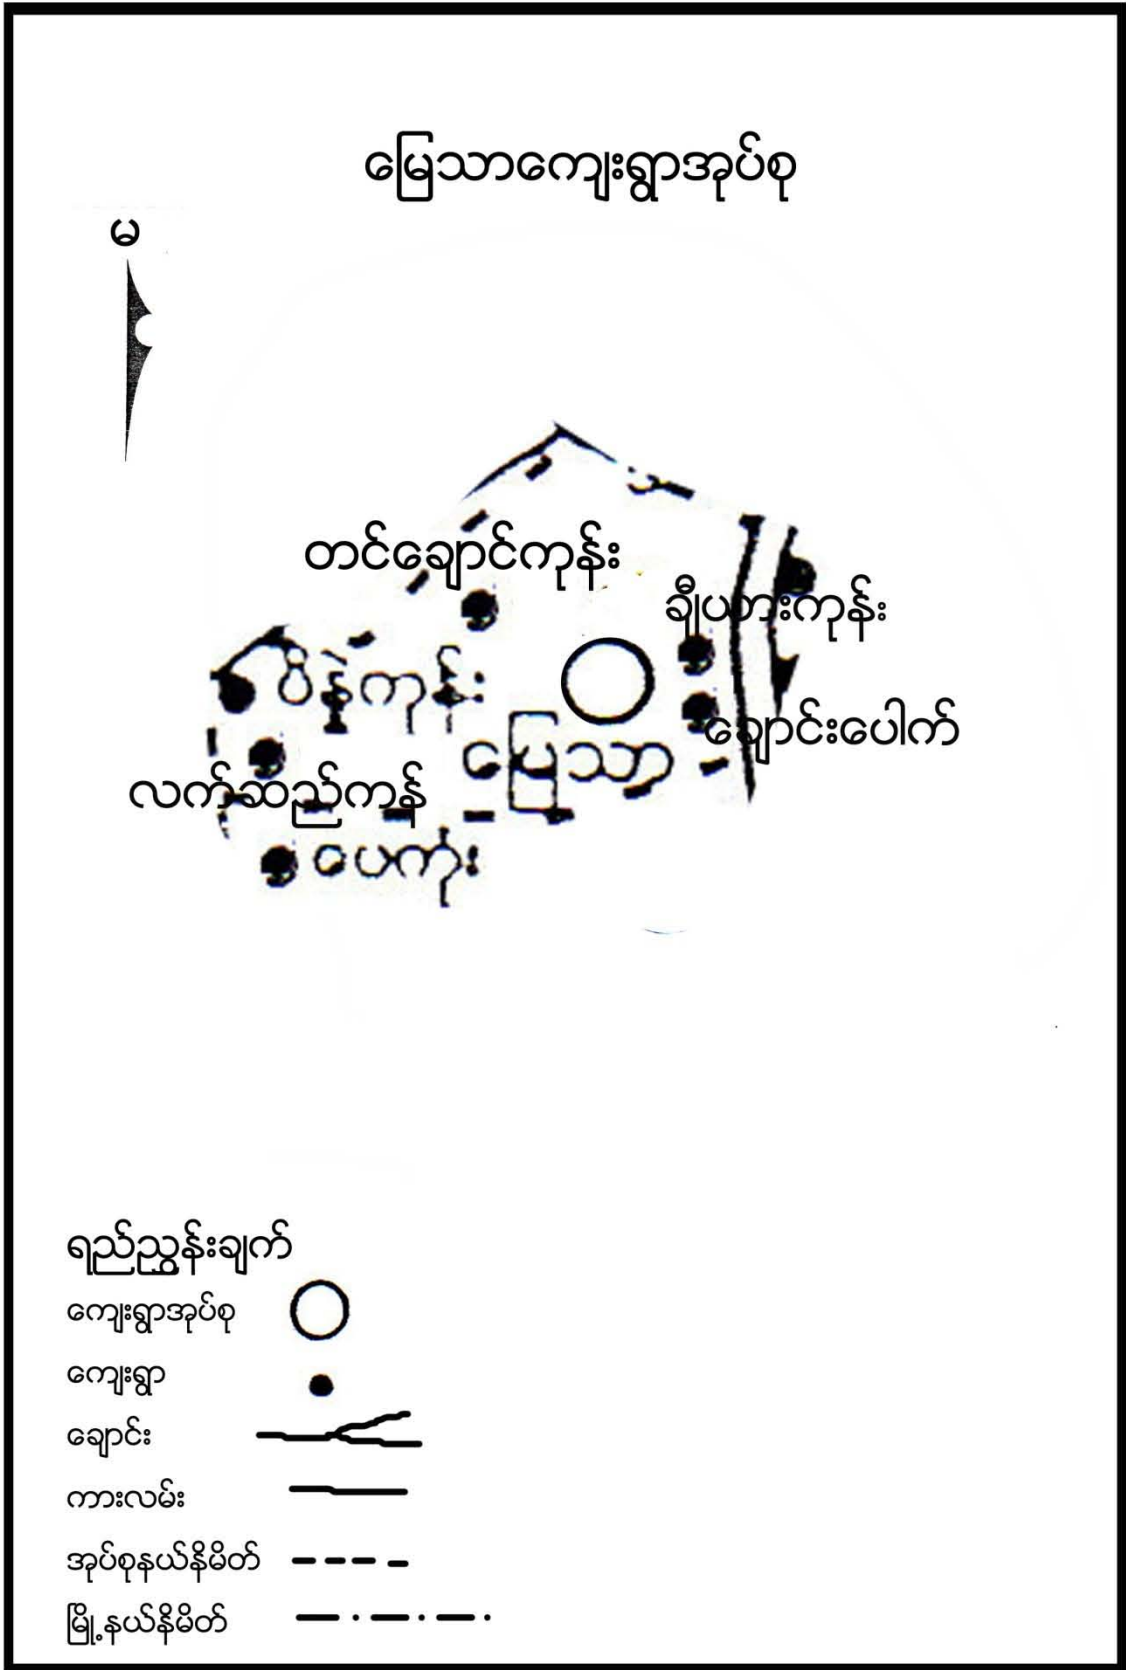 မြေသာကျေးရွာအုပ်စု
မ
တင်ချောင်ကုန်း
ချီယားကုန်း
ပိန္နဲကုန်း
ချောင်းပေါက်
မြေသာ
လက်ဆည်ကန်
ပေကုံး
ရည်ညွှန်းချက်
ကျေးရွာအုပ်စု
ကျေးရွာ
ချောင်း
ကားလမ်း
အုပ်စုနယ်နိမိတ်
မြို့နယ်နိမိတ်